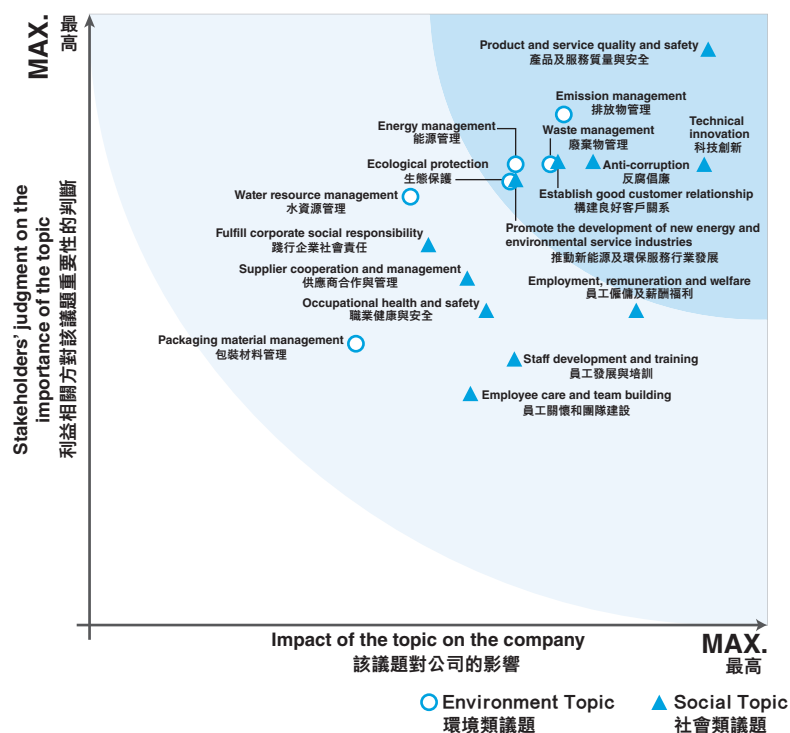 MAX.
最高
Stakeholders' judgment on the
importance of the topic
利益相關方對該議題重要性的判斷
Product and service quality and safety
產品及服務質量與安全
Emission management
排放物管理
Technical
innovation
科技創新
Energy management
能源管理
Waste management
廢棄物管理
Ecological protection
生態保護
Anti-corruption
反腐倡廉
Water resource management
水資源管理
Establish good customer relationship
構建良好客戶關系
Fulfill corporate social responsibility
踐行企業社會責任
Promote the development of new energy and
environmental service industries
推動新能源及環保服務行業發展
Supplier cooperation and management
供應商合作與管理
Employment, remuneration and welfare
員工僱傭及薪酬福利
Occupational health and safety
職業健康與安全
Packaging material management
包裝材料管理
Staff development and training
員工發展與培訓
Employee care and team building
員工關懷和團隊建設
Impact of the topic on the company
該議題對公司的影響
MAX.
最高
Environment Topic
環境類議題
Social Topic
社會類議題